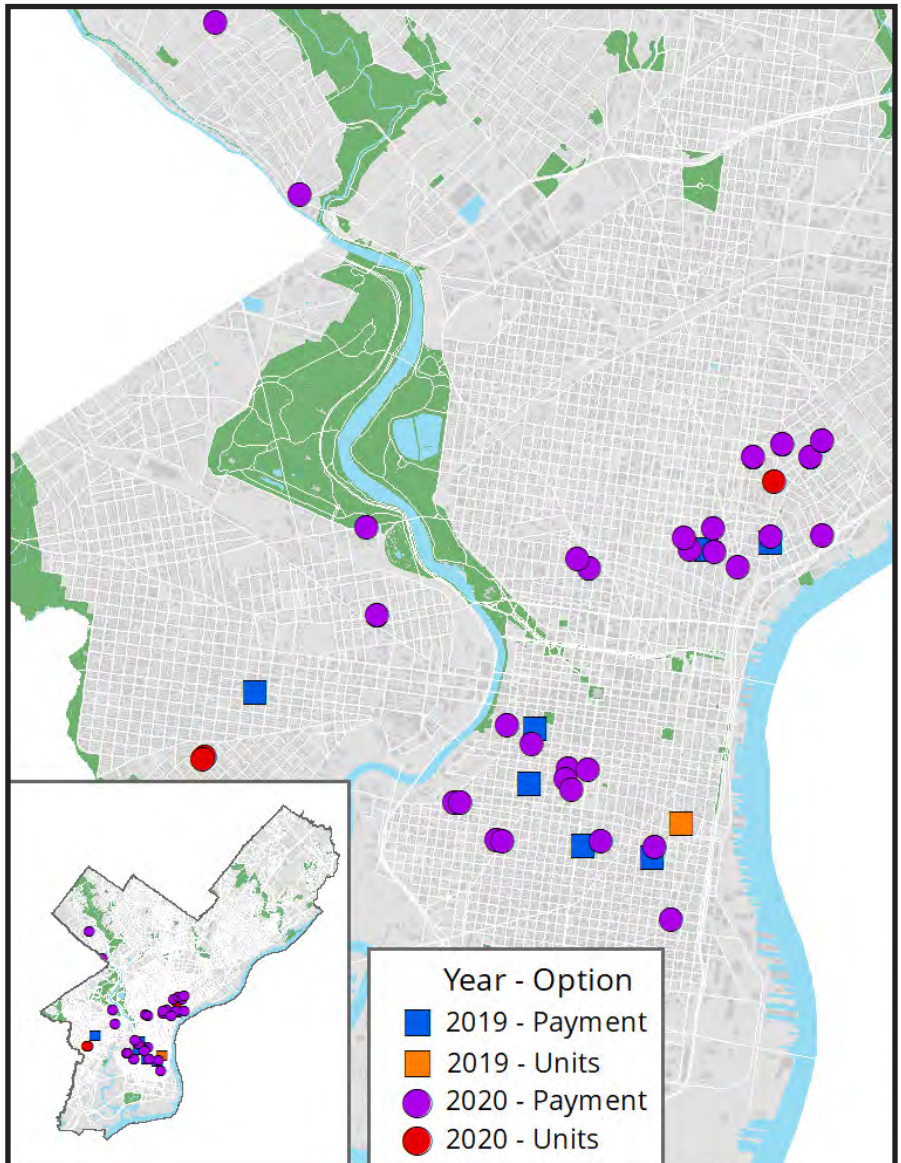 Year - Option
2019 - Payment
2019 - Units
2020 - Payment
2020 - Units